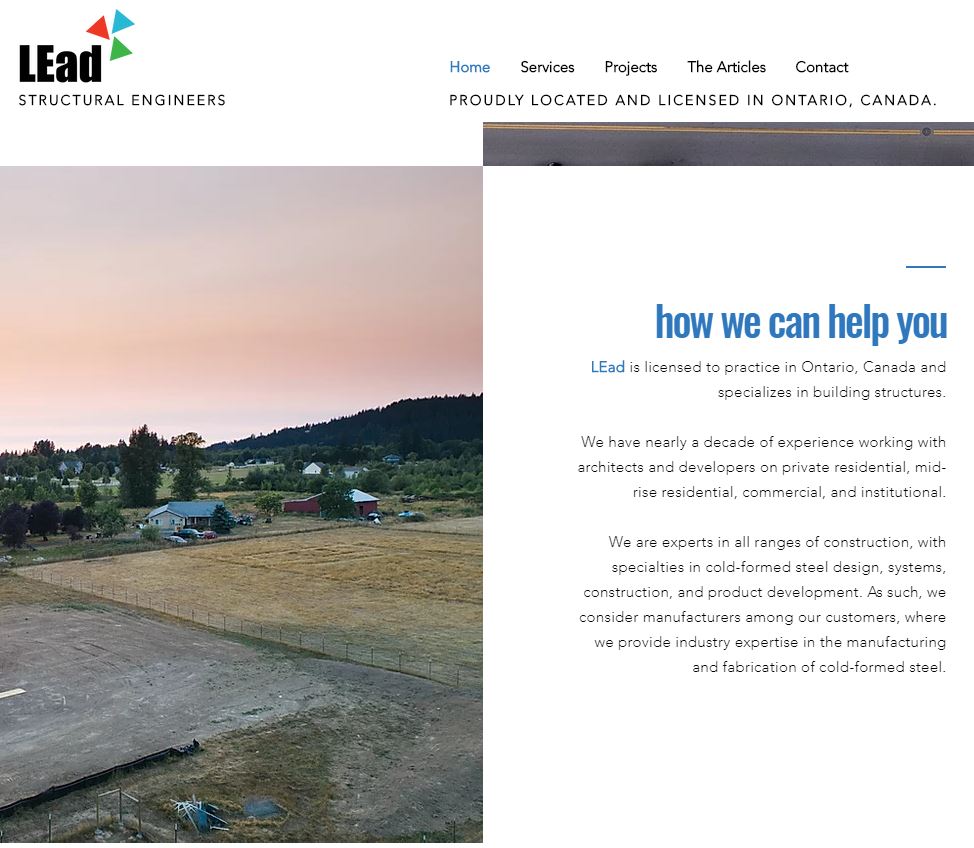 LEad
STRUCTURAL ENGINEERS
Home Services Projects The Articles Contact
PROUDLY LOCATED AND LICENSED IN ONTARIO, CANADA.
how we can help you
LEad is licensed to practice in Ontario, Canada and
specializes in building structures.
We have nearly a decade of experience working with
architects and developers on private residential, mid-
rise residential, commercial, and institutional.
We are experts in all ranges of construction, with
specialties in cold-formed steel design, systems,
construction, and product development. As such, we
consider manufacturers among our customers, where
we provide industry expertise in the manufacturing
and fabrication of cold-formed steel.